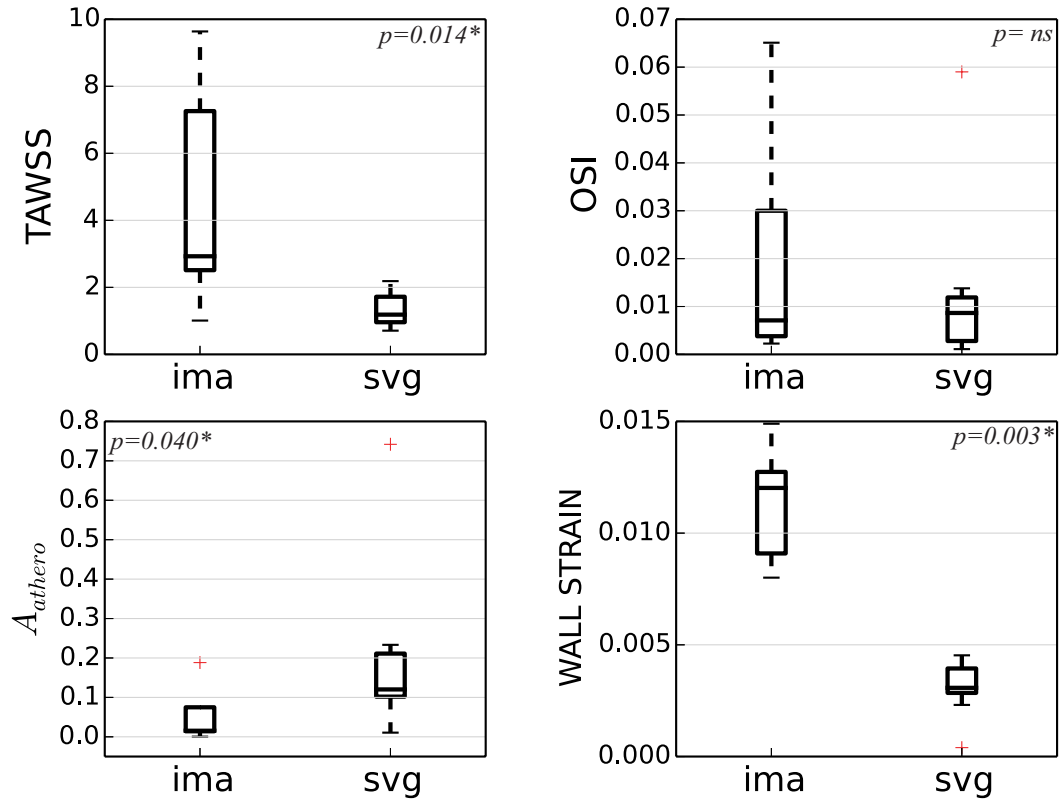 10
8
6
4
2
0
TAWSS
p=0.014*
ima
svg
0.07
0.06
0.05
0.04
0.03
0.02
0.01
0.00
OSI
p= ns
ima
svg
0.8
0.7
0.6
0.5
0.4
0.3
0.2
0.1
0.0
A_{athero}
p=0.040*
ima
svg
0.015
0.010
0.005
0.000
WALL STRAIN
p=0.003*
ima
svg